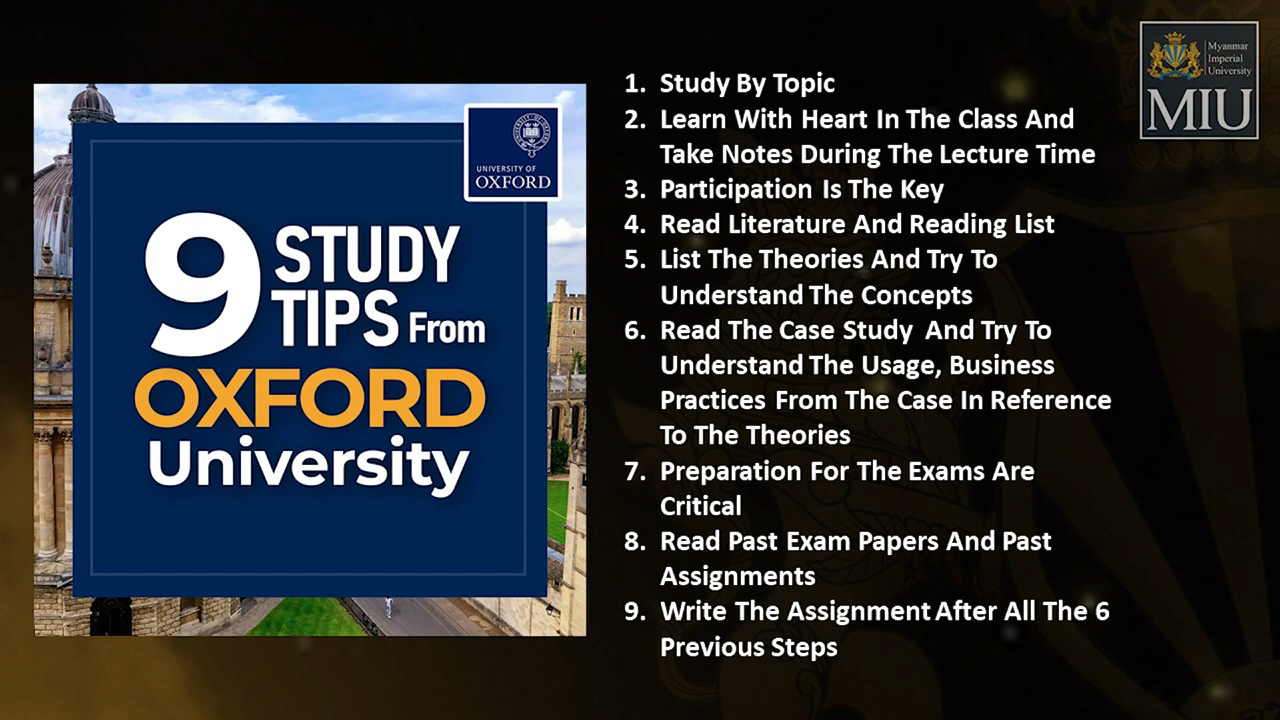 9 STUDY
TIPS From
OXFORD
University
UNIVERSITY OF
OXFORD
1. Study By Topic
2. Learn With Heart In The Class And
Take Notes During The Lecture Time
3. Participation Is The Key
4. Read Literature And Reading List
5. List The Theories And Try To
Understand The Concepts
6. Read The Case Study And Try To
Understand The Usage, Business
Practices From The Case In Reference
To The Theories
7. Preparation For The Exams Are
Critical
8. Read Past Exam Papers And Past
Assignments
9. Write The Assignment After All The 6
Previous Steps
Myanmar
Imperial
University
MIU